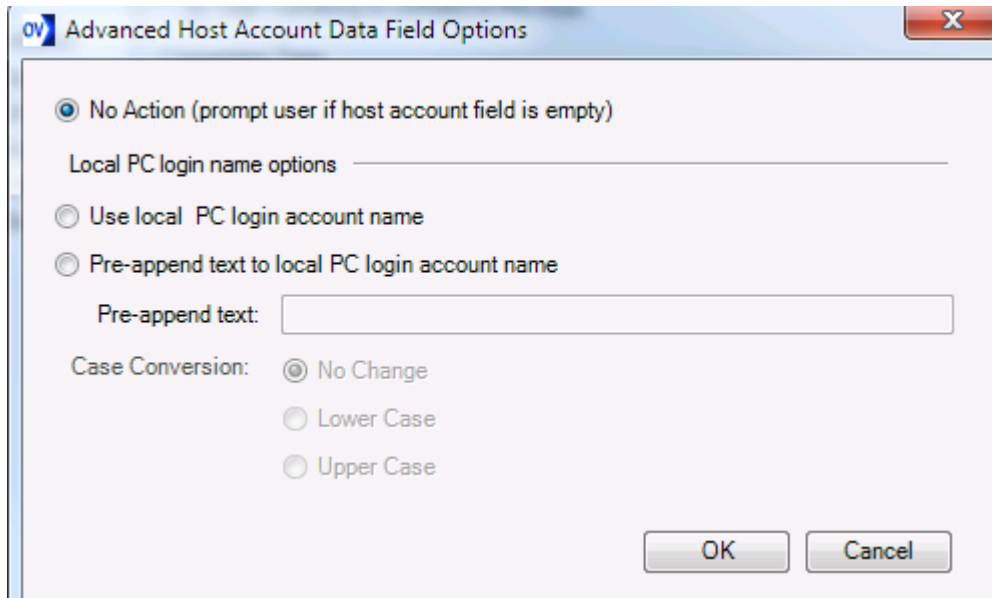 OV Advanced Host Account Data Field Options
No Action (prompt user if host account field is empty)
Local PC login name options
Use local PC login account name
Pre-append text to local PC login account name
Pre-append text:
Case Conversion: No Change
Lower Case
Upper Case
OK Cancel